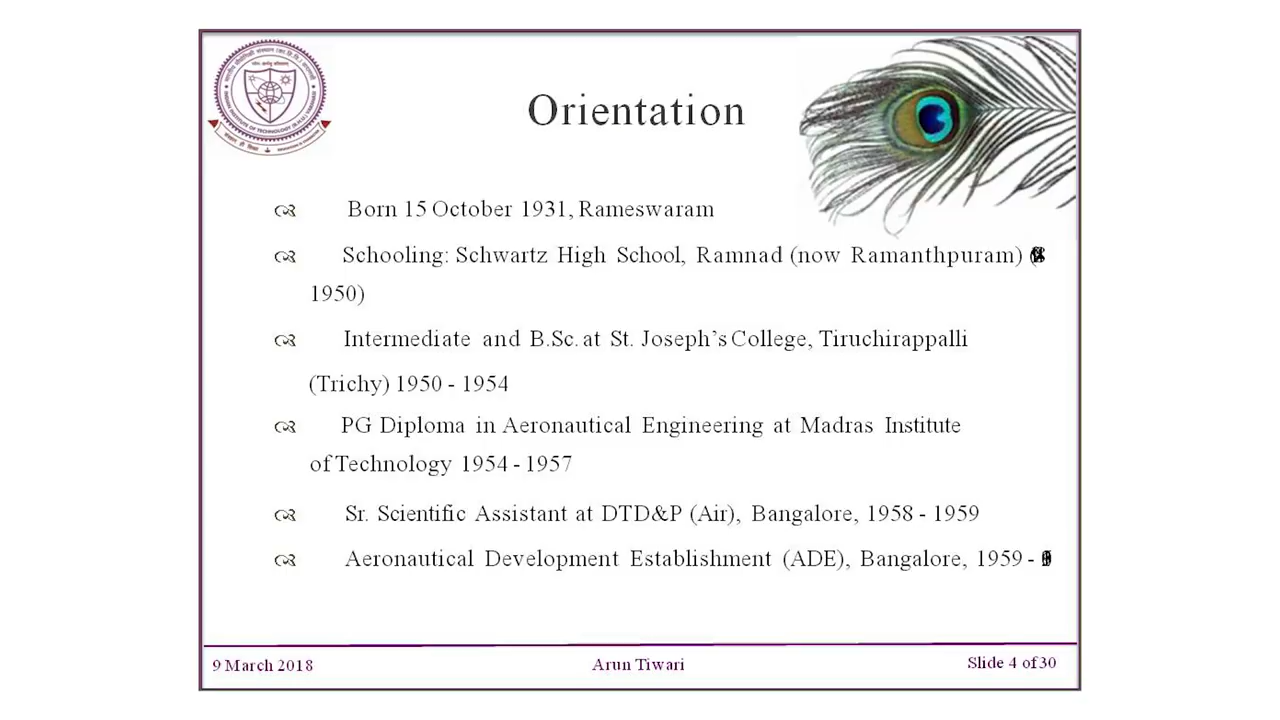 Orientation
Born 15 October 1931, Rameswaram
Schooling: Schwartz High School, Ramnad (now Ramanthpuram)
1950)
Intermediate and B.Sc. at St. Joseph's College, Tiruchirappalli
(Trichy) 1950 - 1954
PG Diploma in Aeronautical Engineering at Madras Institute
of Technology 1954 - 1957
Sr. Scientific Assistant at DTD&P (Air), Bangalore, 1958 - 1959
Aeronautical Development Establishment (ADE), Bangalore, 1959 -
9 March 2018
Arun Tiwari
Slide 4 of 30